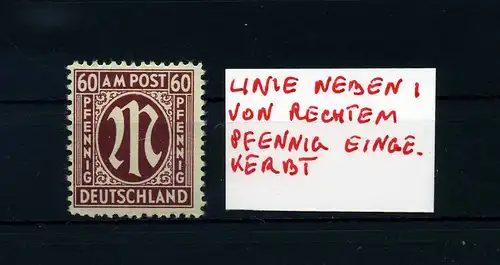 60 AM POST 60
PFENNIG
M
PFENNIG
DEUTSCHLAND
LINIE NEBEN I
VON RECHTEM
PFENNIG EINGE-
KERBT